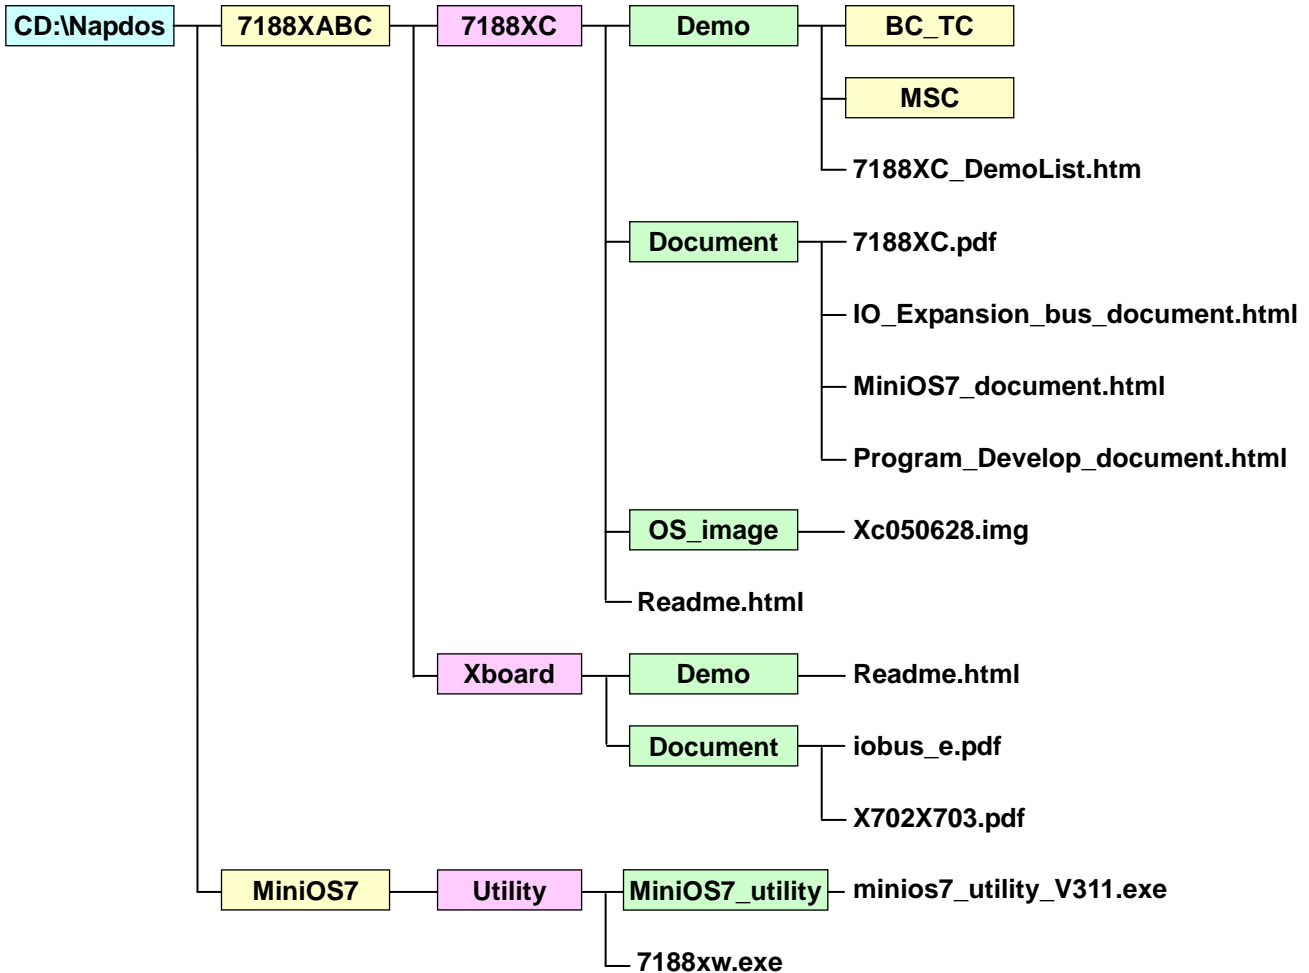 CD:\Napdos
7188XABC
7188XC
Demo
BC_TC
MSC
7188XC_DemoList.htm
Document
7188XC.pdf
IO_Expansion_bus_document.html
MiniOS7_document.html
Program_Develop_document.html
OS_image
Xc050628.img
Readme.html
Xboard
Demo
Readme.html
Document
iobus_e.pdf
X702X703.pdf
MiniOS7
Utility
MiniOS7_utility
minios7_utility_V311.exe
7188xw.exe